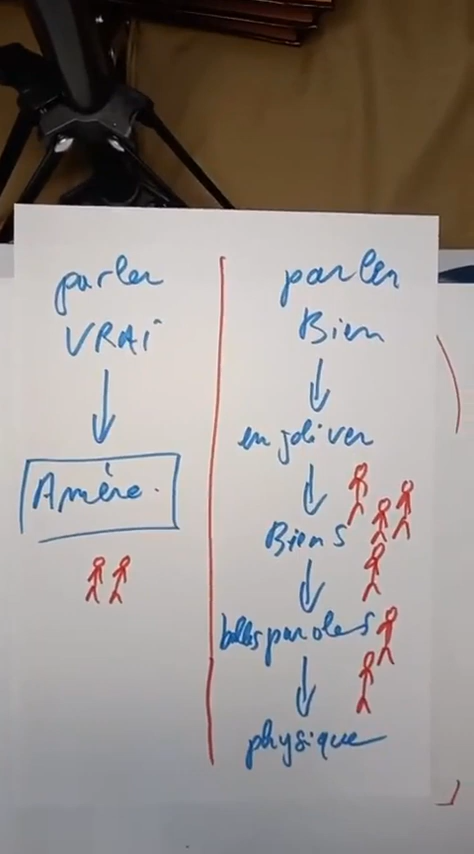 parler
VRAi
Amère.
parler
Bien
enjoliver
Biens
belles paroles
physique